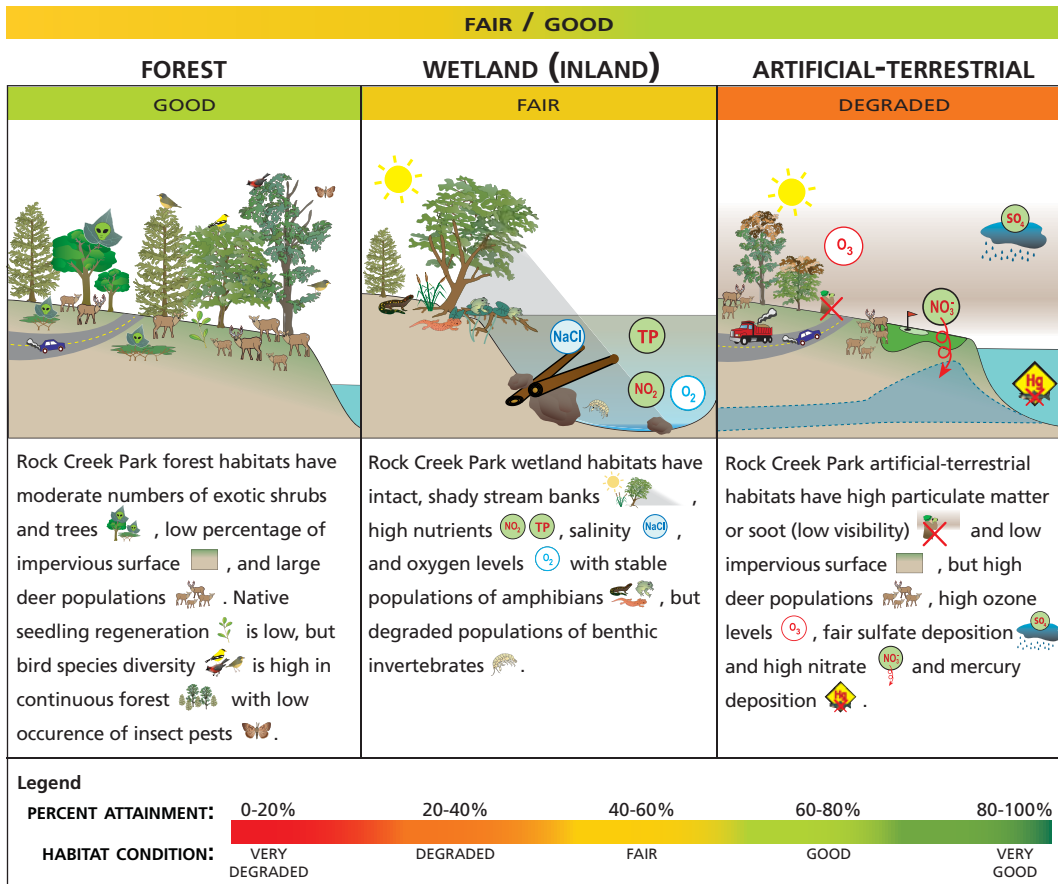 FAIR / GOOD
FOREST
GOOD
Rock Creek Park forest habitats have
moderate numbers of exotic shrubs
and trees , low percentage of
impervious surface , and large
deer populations . Native
seedling regeneration is low, but
bird species diversity is high in
continuous forest with low
occurence of insect pests .
WETLAND (INLAND)
FAIR
NaCl
TP
NO2
O2
Rock Creek Park wetland habitats have
intact, shady stream banks ,
high nutrients NO2 TP , salinity NaCl ,
and oxygen levels O2 with stable
populations of amphibians , but
degraded populations of benthic
invertebrates .
ARTIFICIAL-TERRESTRIAL
DEGRADED
O3
SO4
NO3-
Hg
Rock Creek Park artificial-terrestrial
habitats have high particulate matter
or soot (low visibility) and low
impervious surface , but high
deer populations , high ozone
levels O3 , fair sulfate deposition SO4
and high nitrate NO3- and mercury
deposition Hg .
Legend
PERCENT ATTAINMENT: 0-20% 20-40% 40-60% 60-80% 80-100%
HABITAT CONDITION: VERY DEGRADED DEGRADED FAIR GOOD VERY GOOD